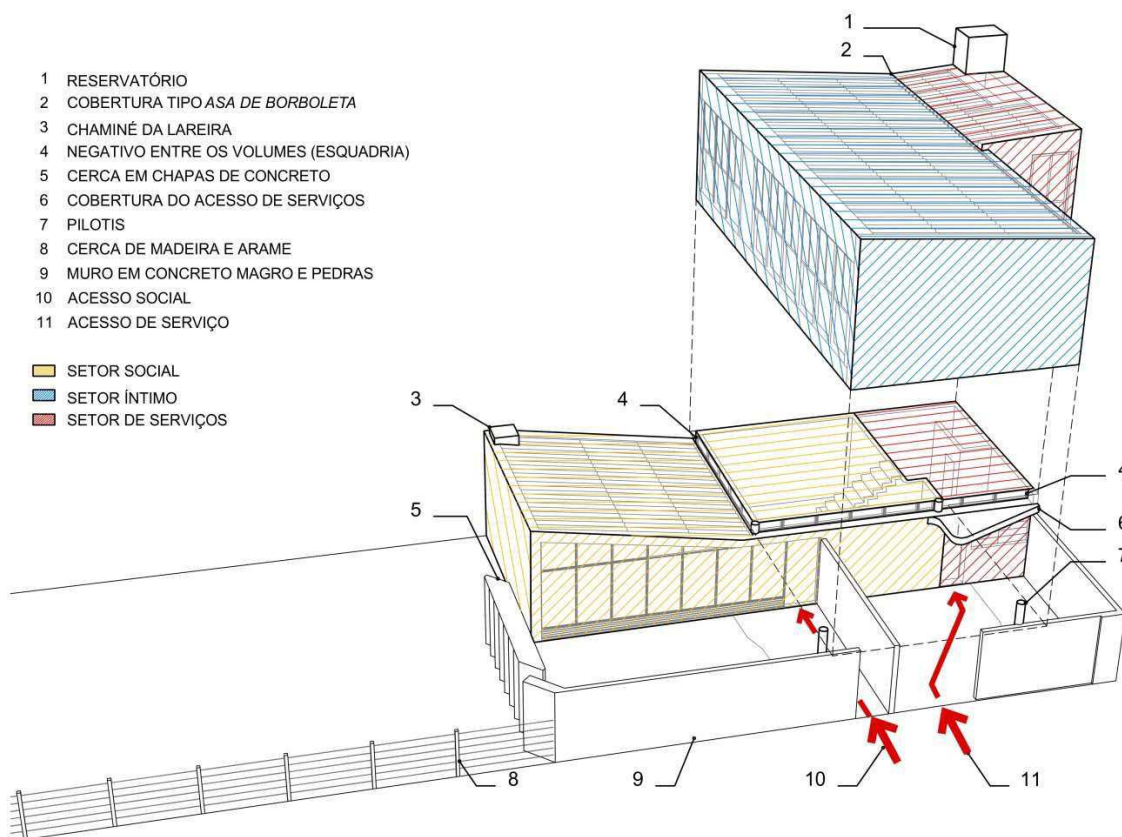 1 RESERVATÓRIO
2 COBERTURA TIPO ASA DE BORBOLETA
3 CHAMINÉ DA LAREIRA
4 NEGATIVO ENTRE OS VOLUMES (ESQUADRIA)
5 CERCA EM CHAPAS DE CONCRETO
6 COBERTURA DO ACESSO DE SERVIÇOS
7 PILOTIS
8 CERCA DE MADEIRA E ARAME
9 MURO EM CONCRETO MAGRO E PEDRAS
10 ACESSO SOCIAL
11 ACESSO DE SERVIÇO
SETOR SOCIAL
SETOR ÍNTIMO
SETOR DE SERVIÇOS
1
2
3
4
4
5
6
7
8
9
10
11